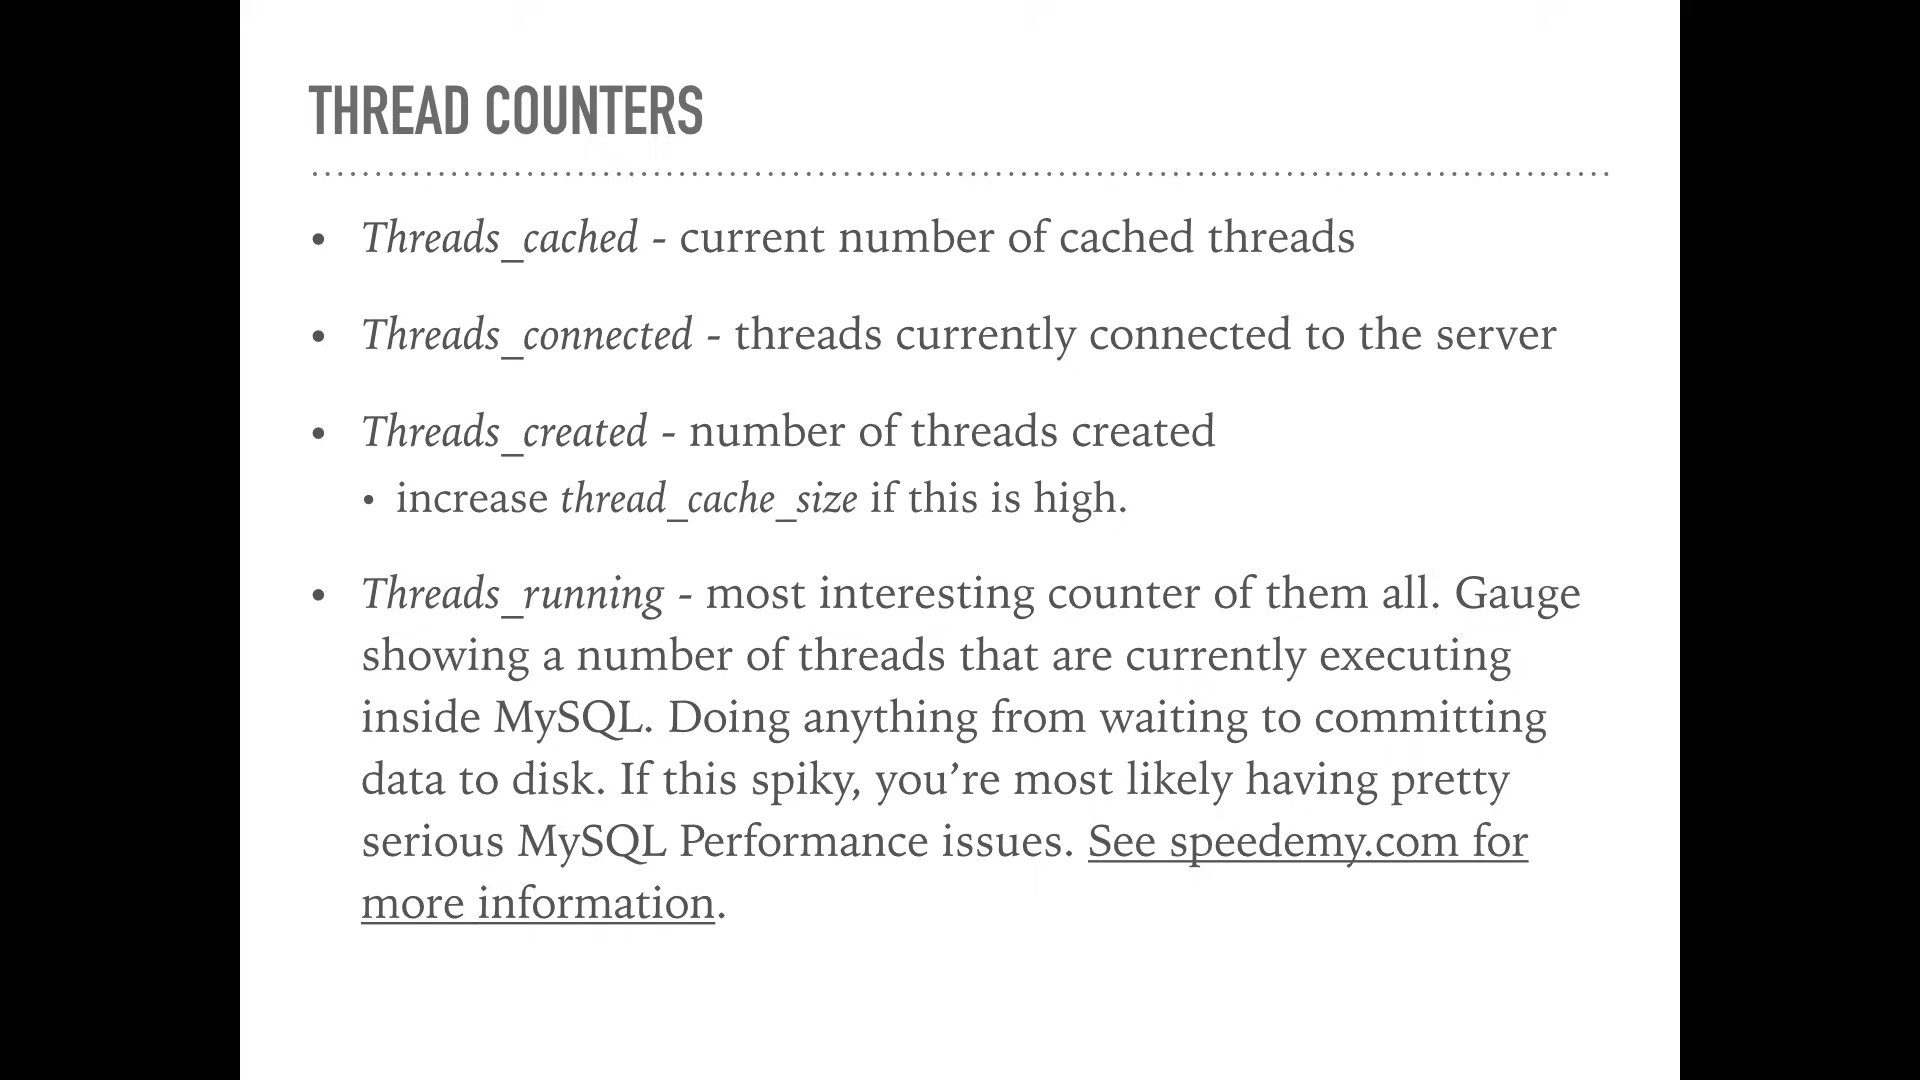 THREAD COUNTERS
• Threads_cached - current number of cached threads
• Threads_connected - threads currently connected to the server
• Threads_created - number of threads created
• increase thread_cache_size if this is high.
• Threads_running - most interesting counter of them all. Gauge
showing a number of threads that are currently executing
inside MySQL. Doing anything from waiting to committing
data to disk. If this spiky, you’re most likely having pretty
serious MySQL Performance issues. See speedemy.com for
more information.